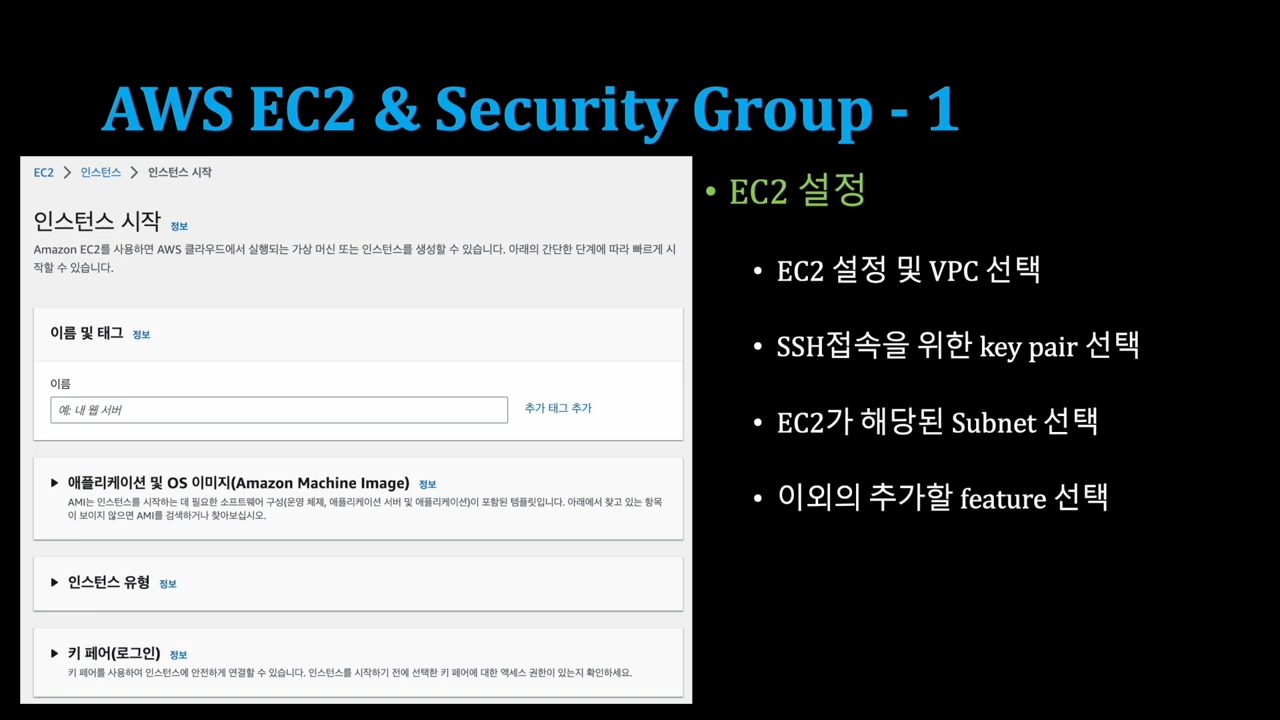 AWS EC2 & Security Group - 1
EC2 > 인스턴스 > 인스턴스 시작
인스턴스 시작 정보
Amazon EC2를 사용하면 AWS 클라우드에서 실행되는 가상 머신 또는 인스턴스를 생성할 수 있습니다. 아래의 간단한 단계에 따라 빠르게 시
작할 수 있습니다.
이름 및 태그 정보
이름
예: 내 웹 서버
추가 태그 추가
애플리케이션 및 OS 이미지(Amazon Machine Image) 정보
AMI는 인스턴스를 시작하는 데 필요한 소프트웨어 구성(운영 체제, 애플리케이션 서버 및 애플리케이션)이 포함된 템플릿입니다. 아래에서 찾고 있는 항목
이 보이지 않으면 AMI를 검색하거나 찾아보십시오.
인스턴스 유형 정보
키 페어(로그인) 정보
키 페어를 사용하여 인스턴스에 안전하게 연결할 수 있습니다. 인스턴스를 시작하기 전에 선택한 키 페어에 대한 액세스 권한이 있는지 확인하세요.
• EC2 설정
• EC2 설정 및 VPC 선택
• SSH접속을 위한 key pair 선택
• EC2가 해당된 Subnet 선택
• 이외의 추가할 feature 선택